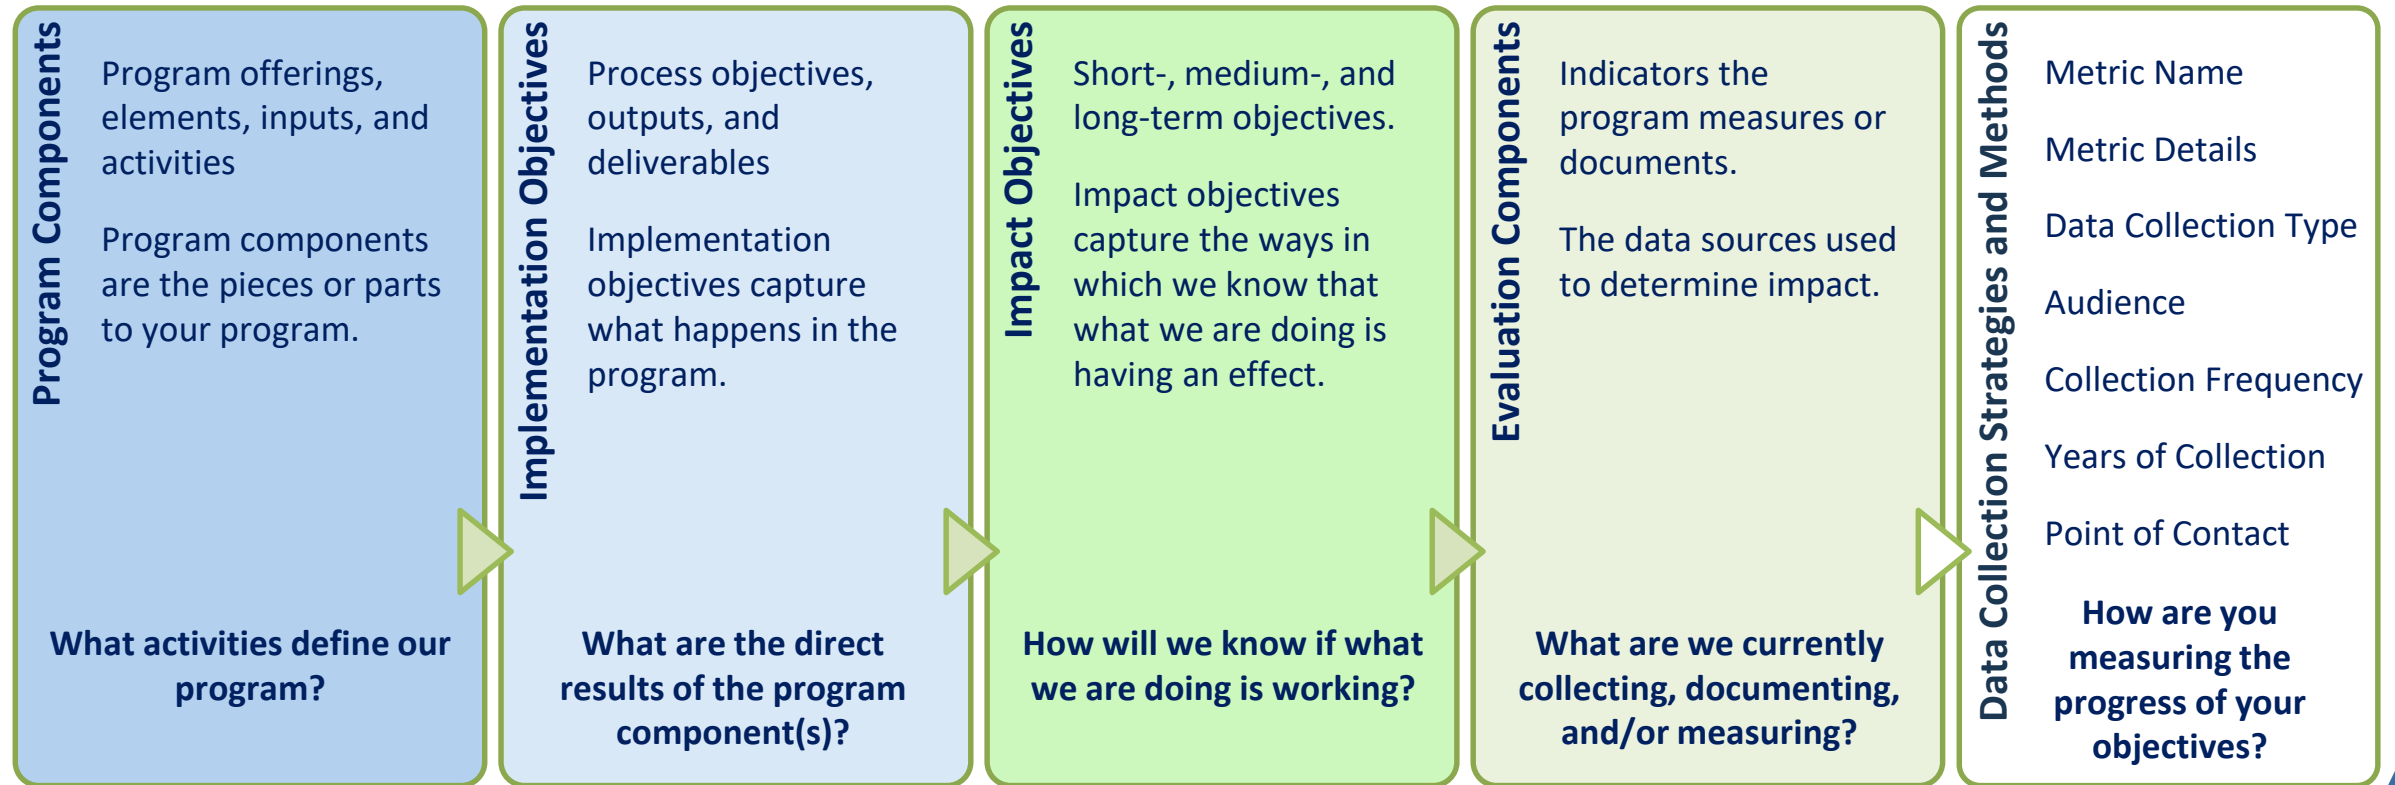 Program Components
Program offerings,
elements, inputs, and
activities
Program components
are the pieces or parts
to your program.
What activities define our
program?
Implementation Objectives
Process objectives,
outputs, and
deliverables
Implementation
objectives capture
what happens in the
program.
What are the direct
results of the program
component(s)?
Impact Objectives
Short-, medium-, and
long-term objectives.
Impact objectives
capture the ways in
which we know that
what we are doing is
having an effect.
How will we know if what
we are doing is working?
Evaluation Components
Indicators the
program measures or
documents.
The data sources used
to determine impact.
What are we currently
collecting, documenting,
and/or measuring?
Data Collection Strategies and Methods
Metric Name
Metric Details
Data Collection Type
Audience
Collection Frequency
Years of Collection
Point of Contact
How are you
measuring the
progress of your
objectives?